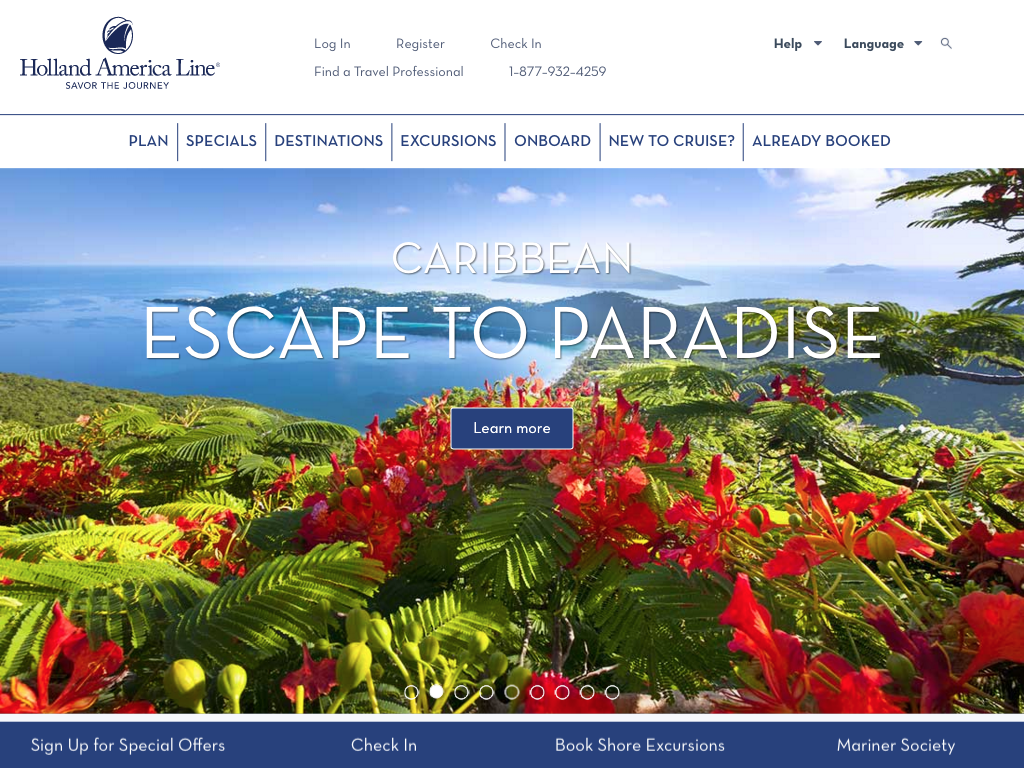 Holland America Line®
SAVOR THE JOURNEY
Log In Register Check In
Find a Travel Professional 1-877-932-4259
Help Language
PLAN SPECIALS DESTINATIONS EXCURSIONS ONBOARD NEW TO CRUISE? ALREADY BOOKED
CARIBBEAN
ESCAPE TO PARADISE
Learn more
Sign Up for Special Offers Check In Book Shore Excursions Mariner Society